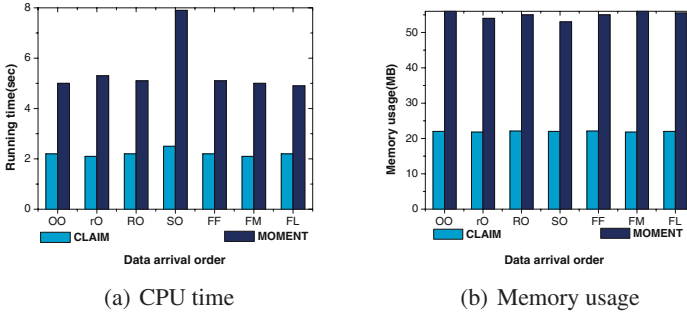 8
6
4
2
0
Running time(sec)
OO rO RO SO FF FM FL
CLAIM MOMENT
Data arrival order
(a) CPU time
50
40
30
20
10
0
Memory usage(MB)
OO rO RO SO FF FM FL
CLAIM MOMENT
Data arrival order
(b) Memory usage